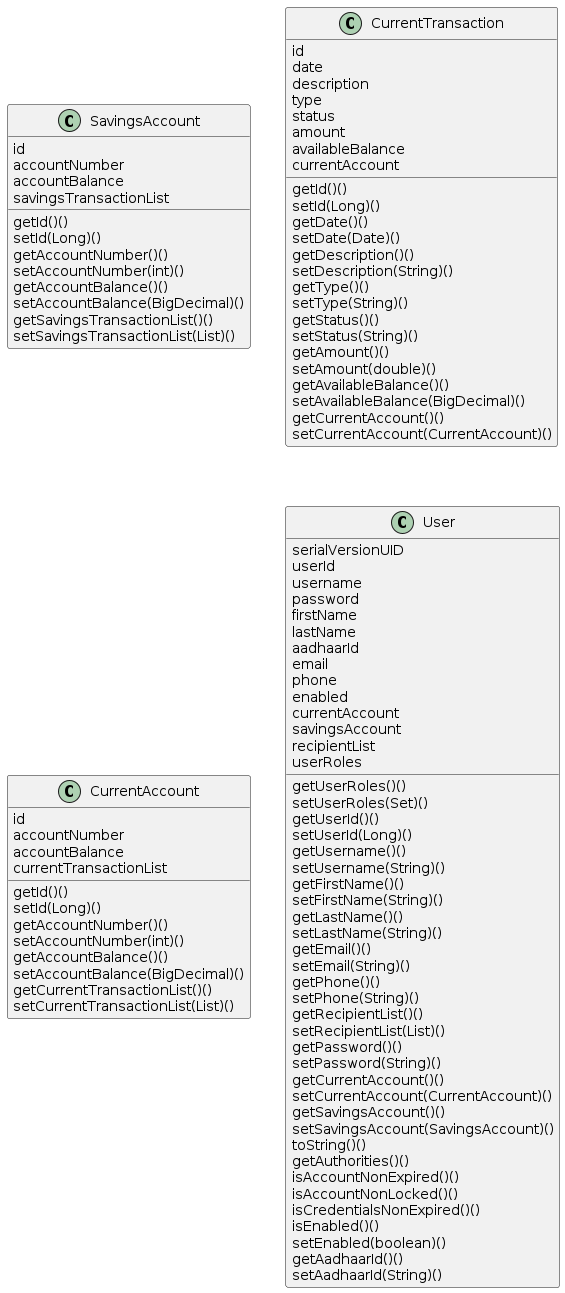 C SavingsAccount
id
accountNumber
accountBalance
savingsTransactionList
getId()()
setId(Long)()
getAccountNumber()()
setAccountNumber(int)()
getAccountBalance()()
setAccountBalance(BigDecimal)()
getSavingsTransactionList()()
setSavingsTransactionList(List)()
C CurrentTransaction
id
date
description
type
status
amount
availableBalance
currentAccount
getId()()
setId(Long)()
getDate()()
setDate(Date)()
getDescription()()
setDescription(String)()
getType()()
setType(String)()
getStatus()()
setStatus(String)()
getAmount()()
setAmount(double)()
getAvailableBalance()()
setAvailableBalance(BigDecimal)()
getCurrentAccount()()
setCurrentAccount(CurrentAccount)()
C CurrentAccount
id
accountNumber
accountBalance
currentTransactionList
getId()()
setId(Long)()
getAccountNumber()()
setAccountNumber(int)()
getAccountBalance()()
setAccountBalance(BigDecimal)()
getCurrentTransactionList()()
setCurrentTransactionList(List)()
C User
serialVersionUID
userId
username
password
firstName
lastName
aadhaarId
email
phone
enabled
currentAccount
savingsAccount
recipientList
userRoles
getUserRoles()()
setUserRoles(Set)()
getUserId()()
setUserId(Long)()
getUsername()()
setUsername(String)()
getFirstName()()
setFirstName(String)()
getLastName()()
setLastName(String)()
getEmail()()
setEmail(String)()
getPhone()()
setPhone(String)()
getRecipientList()()
setRecipientList(List)()
getPassword()()
setPassword(String)()
getCurrentAccount()()
setCurrentAccount(CurrentAccount)()
getSavingsAccount()()
setSavingsAccount(SavingsAccount)()
toString()()
getAuthorities()()
isAccountNonExpired()()
isAccountNonLocked()()
isCredentialsNonExpired()()
isEnabled()()
setEnabled(boolean)()
getAadhaarId()()
setAadhaarId(String)()